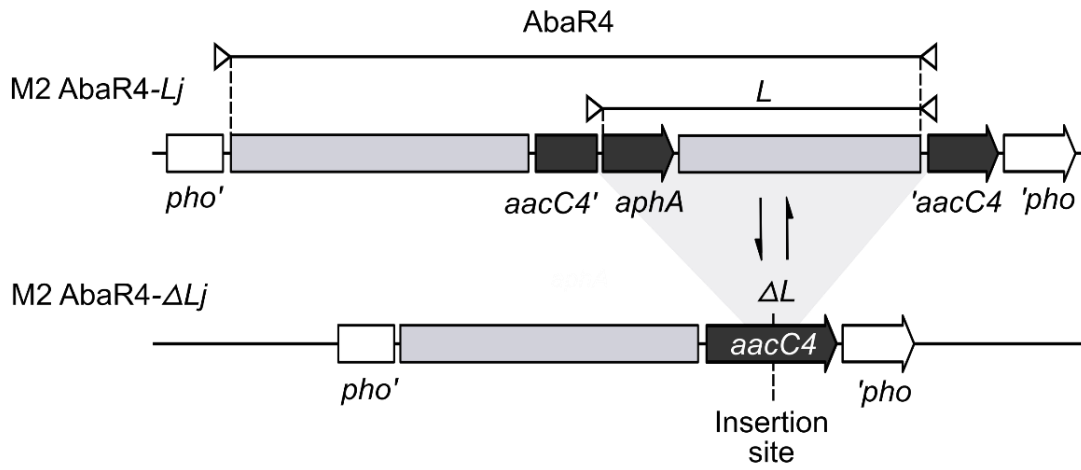 AbaR4
M2 AbaR4-Lj
L
pho'
aacC4'
aphA
'aacC4
'pho
M2 AbaR4-ΔLj
ΔL
aacC4
pho'
'pho
Insertion
site